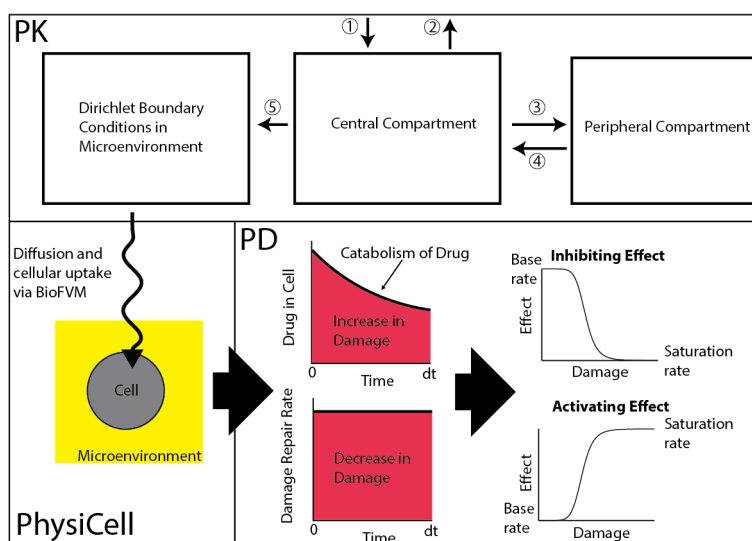 PK
①
②
Dirichlet Boundary
Conditions in
Microenvironment
⑤
Central Compartment
③
④
Peripheral Compartment
Diffusion and
cellular uptake
via BioFVM
Cell
Microenvironment
PhysiCell
PD
Drug in Cell
Catabolism of Drug
Increase in
Damage
0
Time
dt
Damage Repair Rate
Decrease in
Damage
0
Time
dt
Inhibiting Effect
Base
rate
Effect
Damage
Saturation
rate
Activating Effect
Saturation
rate
Effect
Base
rate
Damage